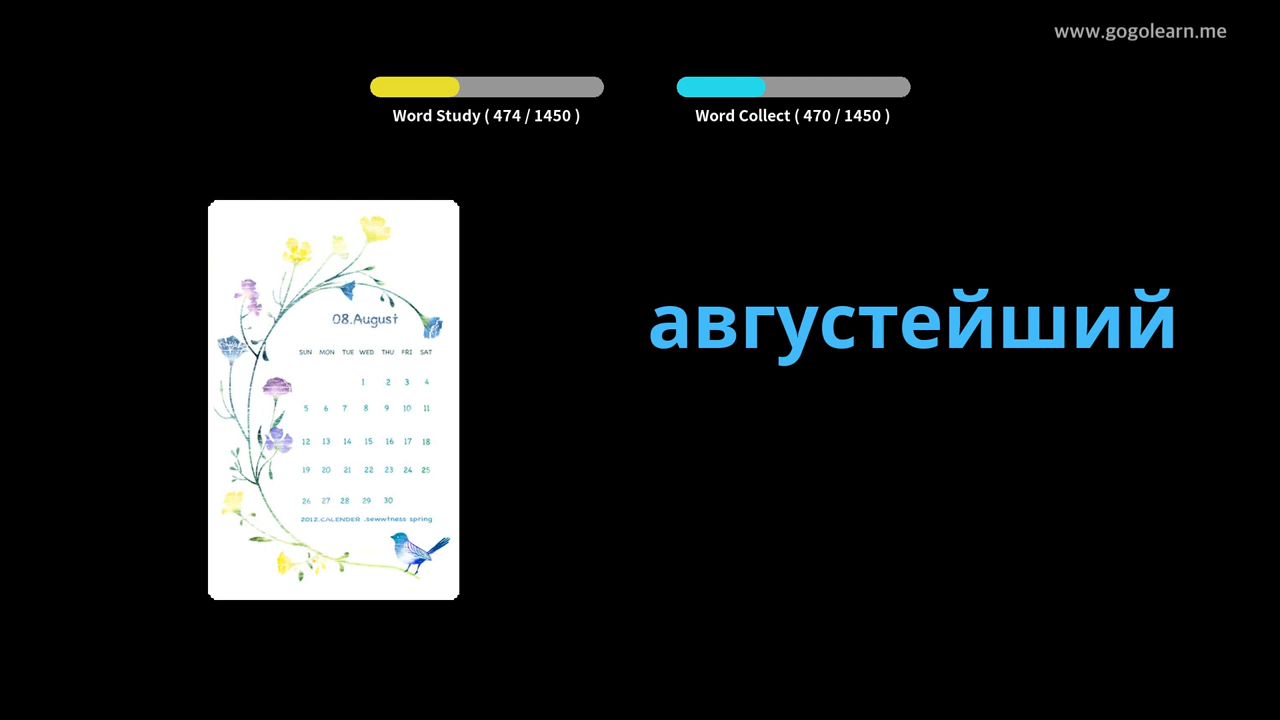 www.gogolearn.me
Word Study ( 474 / 1450 )
Word Collect ( 470 / 1450 )
августейший
08.August
SUN MON TUE WED THU FRI SAT
1 2 3 4
5 6 7 8 9 10 11
12 13 14 15 16 17 18
19 20 21 22 23 24 25
26 27 28 29 30
2012.CALENDER .sewwtness spring